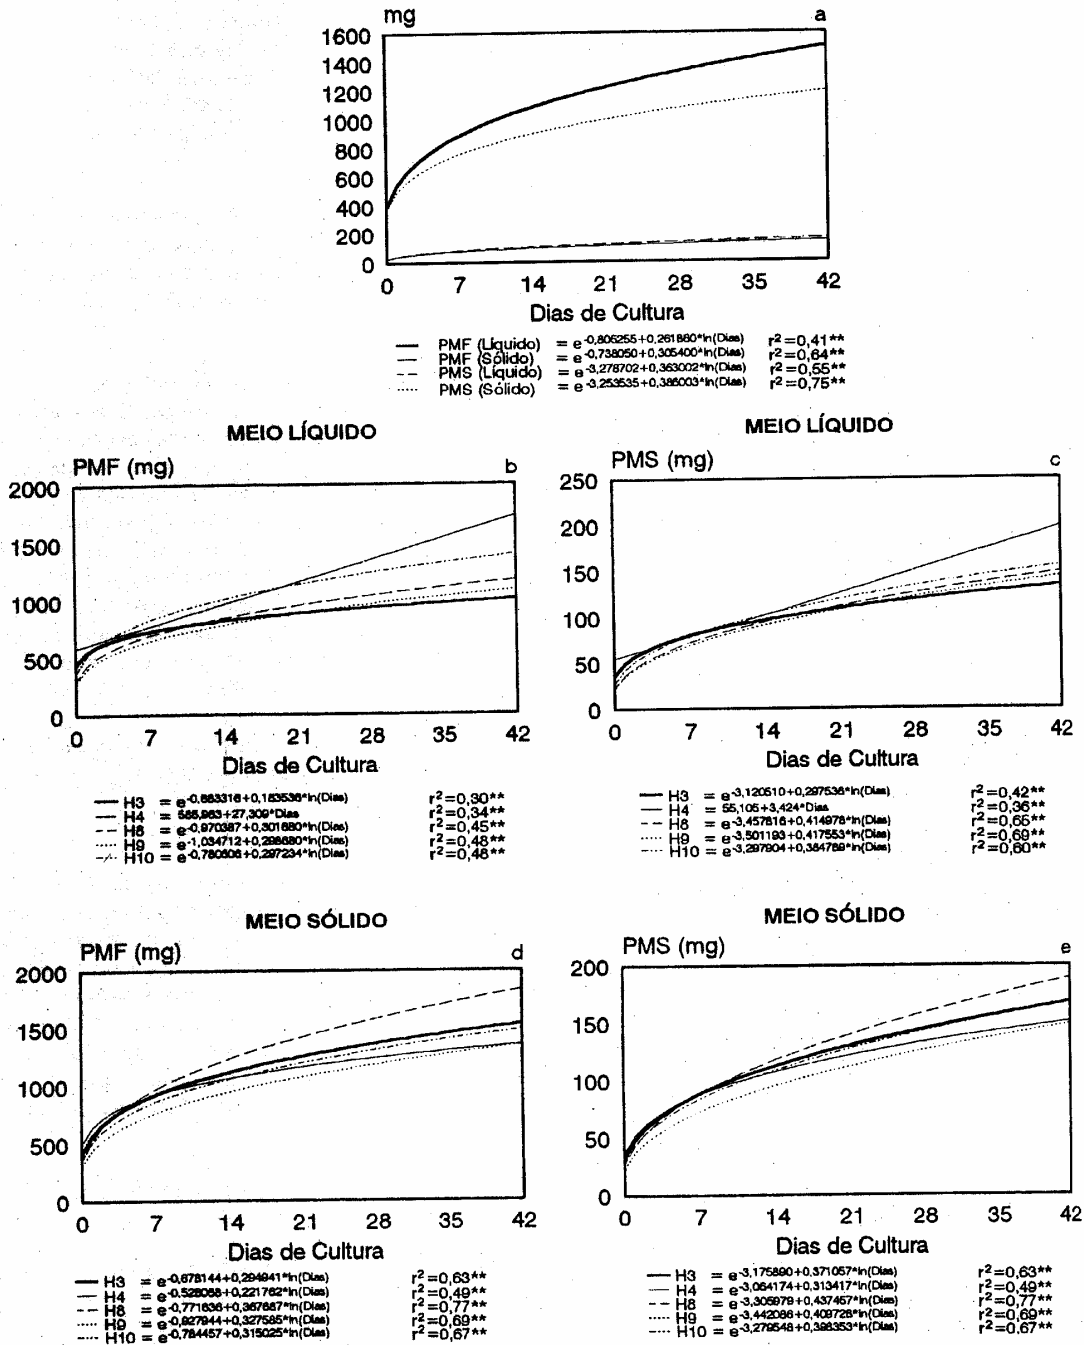 mg a
1600
1400
1200
1000
800
600
400
200
0
0 7 14 21 28 35 42
Dias de Cultura
PMF (Líquido) = e-0,806255+0,261860*ln(Dias) r2=0,41**
PMF (Sólido) = e-0,738050+0,305400*ln(Dias) r2=0,64**
PMS (Líquido) = e-3,278702+0,363002*ln(Dias) r2=0,55**
PMS (Sólido) = e-3,253535+0,386003*ln(Dias) r2=0,75**
MEIO LÍQUIDO
PMF (mg) b
2000
1500
1000
500
0
0 7 14 21 28 35 42
Dias de Cultura
H3 = e-0,883316+0,183536*ln(Dias) r2=0,30**
H4 = 585,963+27,309*Dias r2=0,34**
H8 = e-0,970387+0,301680*ln(Dias) r2=0,45**
H9 = e-1,034712+0,298680*ln(Dias) r2=0,48**
H10 = e-0,780606+0,297234*ln(Dias) r2=0,48**
MEIO LÍQUIDO
PMS (mg) c
250
200
150
100
50
0
0 7 14 21 28 35 42
Dias de Cultura
H3 = e-3,120510+0,297536*ln(Dias) r2=0,42**
H4 = 55,105+3,424*Dias r2=0,36**
H8 = e-3,457816+0,414978*ln(Dias) r2=0,65**
H9 = e-3,501193+0,417553*ln(Dias) r2=0,69**
H10 = e-3,297904+0,384789*ln(Dias) r2=0,60**
MEIO SÓLIDO
PMF (mg) d
2000
1500
1000
500
0
0 7 14 21 28 35 42
Dias de Cultura
H3 = e-0,678144+0,294941*ln(Dias) r2=0,63**
H4 = e-0,528088+0,221762*ln(Dias) r2=0,49**
H8 = e-0,771636+0,367687*ln(Dias) r2=0,77**
H9 = e-0,927944+0,327585*ln(Dias) r2=0,69**
H10 = e-0,784457+0,315025*ln(Dias) r2=0,67**
MEIO SÓLIDO
PMS (mg) e
200
150
100
50
0
0 7 14 21 28 35 42
Dias de Cultura
H3 = e-3,175890+0,371057*ln(Dias) r2=0,63**
H4 = e-3,064174+0,313417*ln(Dias) r2=0,49**
H8 = e-3,305979+0,437457*ln(Dias) r2=0,77**
H9 = e-3,442086+0,409728*ln(Dias) r2=0,69**
H10 = e-3,279548+0,398353*ln(Dias) r2=0,67**